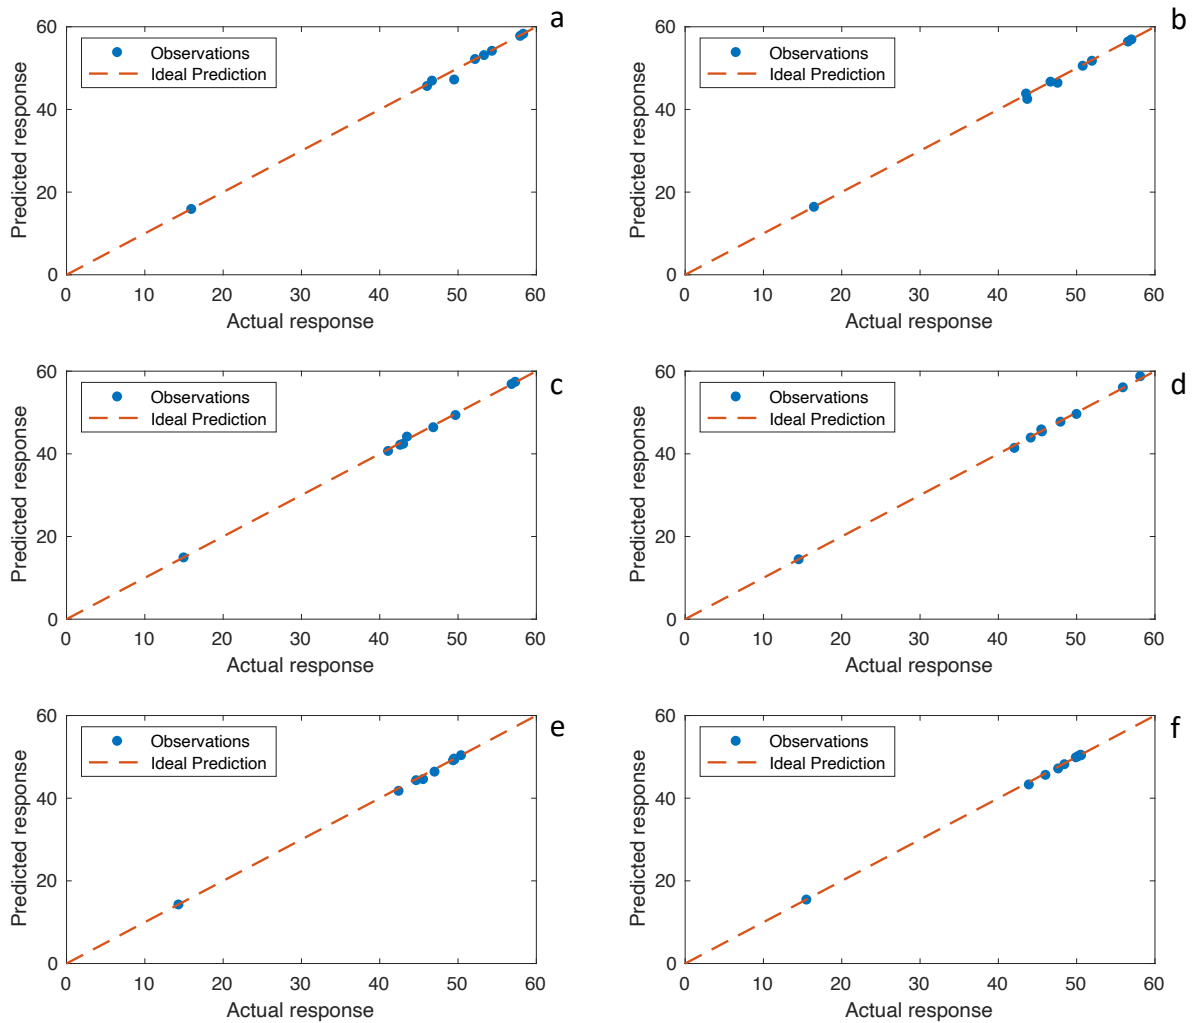 a
60
40
20
0
Predicted response
Observations
Ideal Prediction
0 10 20 30 40 50 60
Actual response
b
60
40
20
0
Predicted response
Observations
Ideal Prediction
0 10 20 30 40 50 60
Actual response
c
60
40
20
0
Predicted response
Observations
Ideal Prediction
0 10 20 30 40 50 60
Actual response
d
60
40
20
0
Predicted response
Observations
Ideal Prediction
0 10 20 30 40 50 60
Actual response
e
60
40
20
0
Predicted response
Observations
Ideal Prediction
0 10 20 30 40 50 60
Actual response
f
60
40
20
0
Predicted response
Observations
Ideal Prediction
0 10 20 30 40 50 60
Actual response